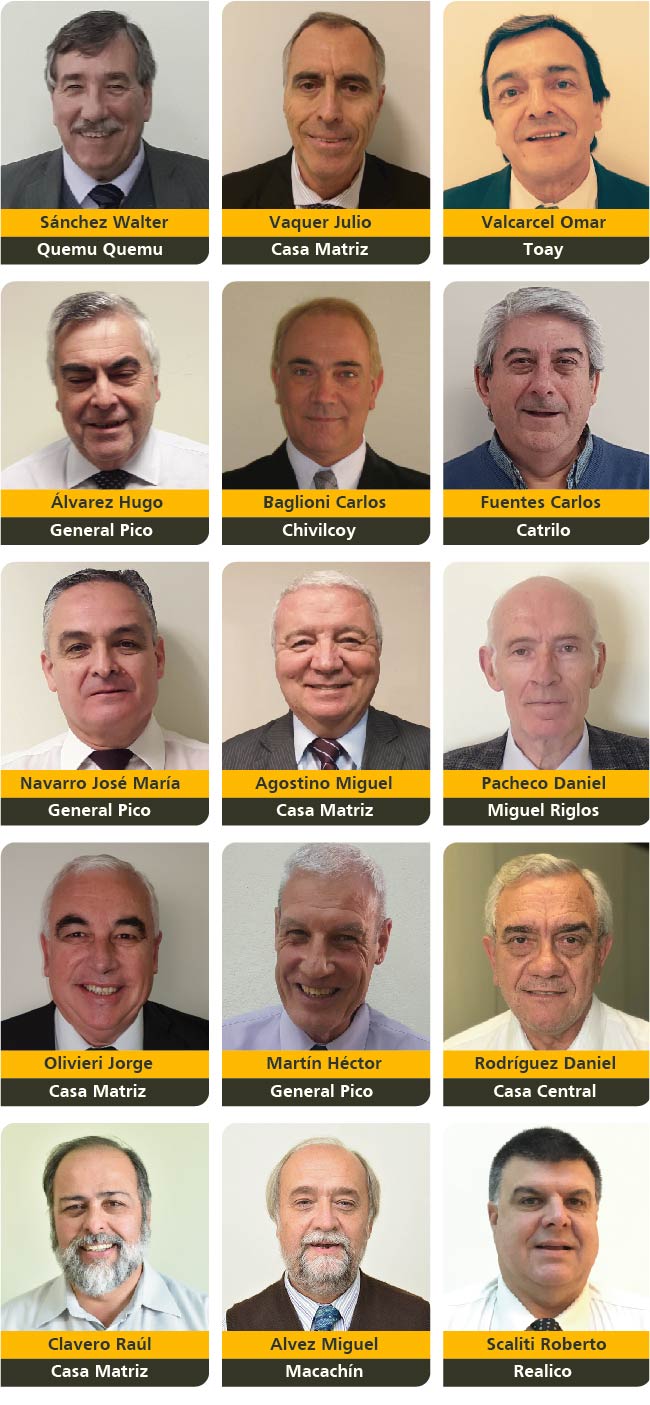 Sánchez Walter
Quemu Quemu
Vaquer Julio
Casa Matriz
Valcarcel Omar
Toay
Álvarez Hugo
General Pico
Baglioni Carlos
Chivilcoy
Fuentes Carlos
Catrilo
Navarro José María
General Pico
Agostino Miguel
Casa Matriz
Pacheco Daniel
Miguel Riglos
Olivieri Jorge
Casa Matriz
Martín Héctor
General Pico
Rodríguez Daniel
Casa Central
Clavero Raúl
Casa Matriz
Alvez Miguel
Macachín
Scaliti Roberto
Realico